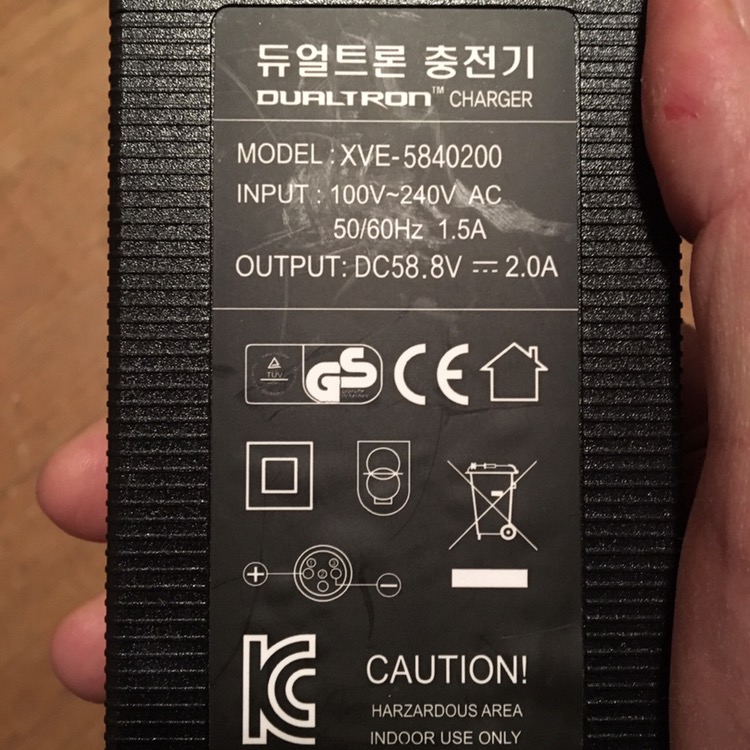 듀얼트론 충전기
DUALTRON™ CHARGER
MODEL : XVE-5840200
INPUT : 100V~240V AC
50/60Hz 1.5A
OUTPUT: DC58.8V ⎓ 2.0A
TÜV GS CE
+ −
KC
CAUTION!
HARZARDOUS AREA
INDOOR USE ONLY